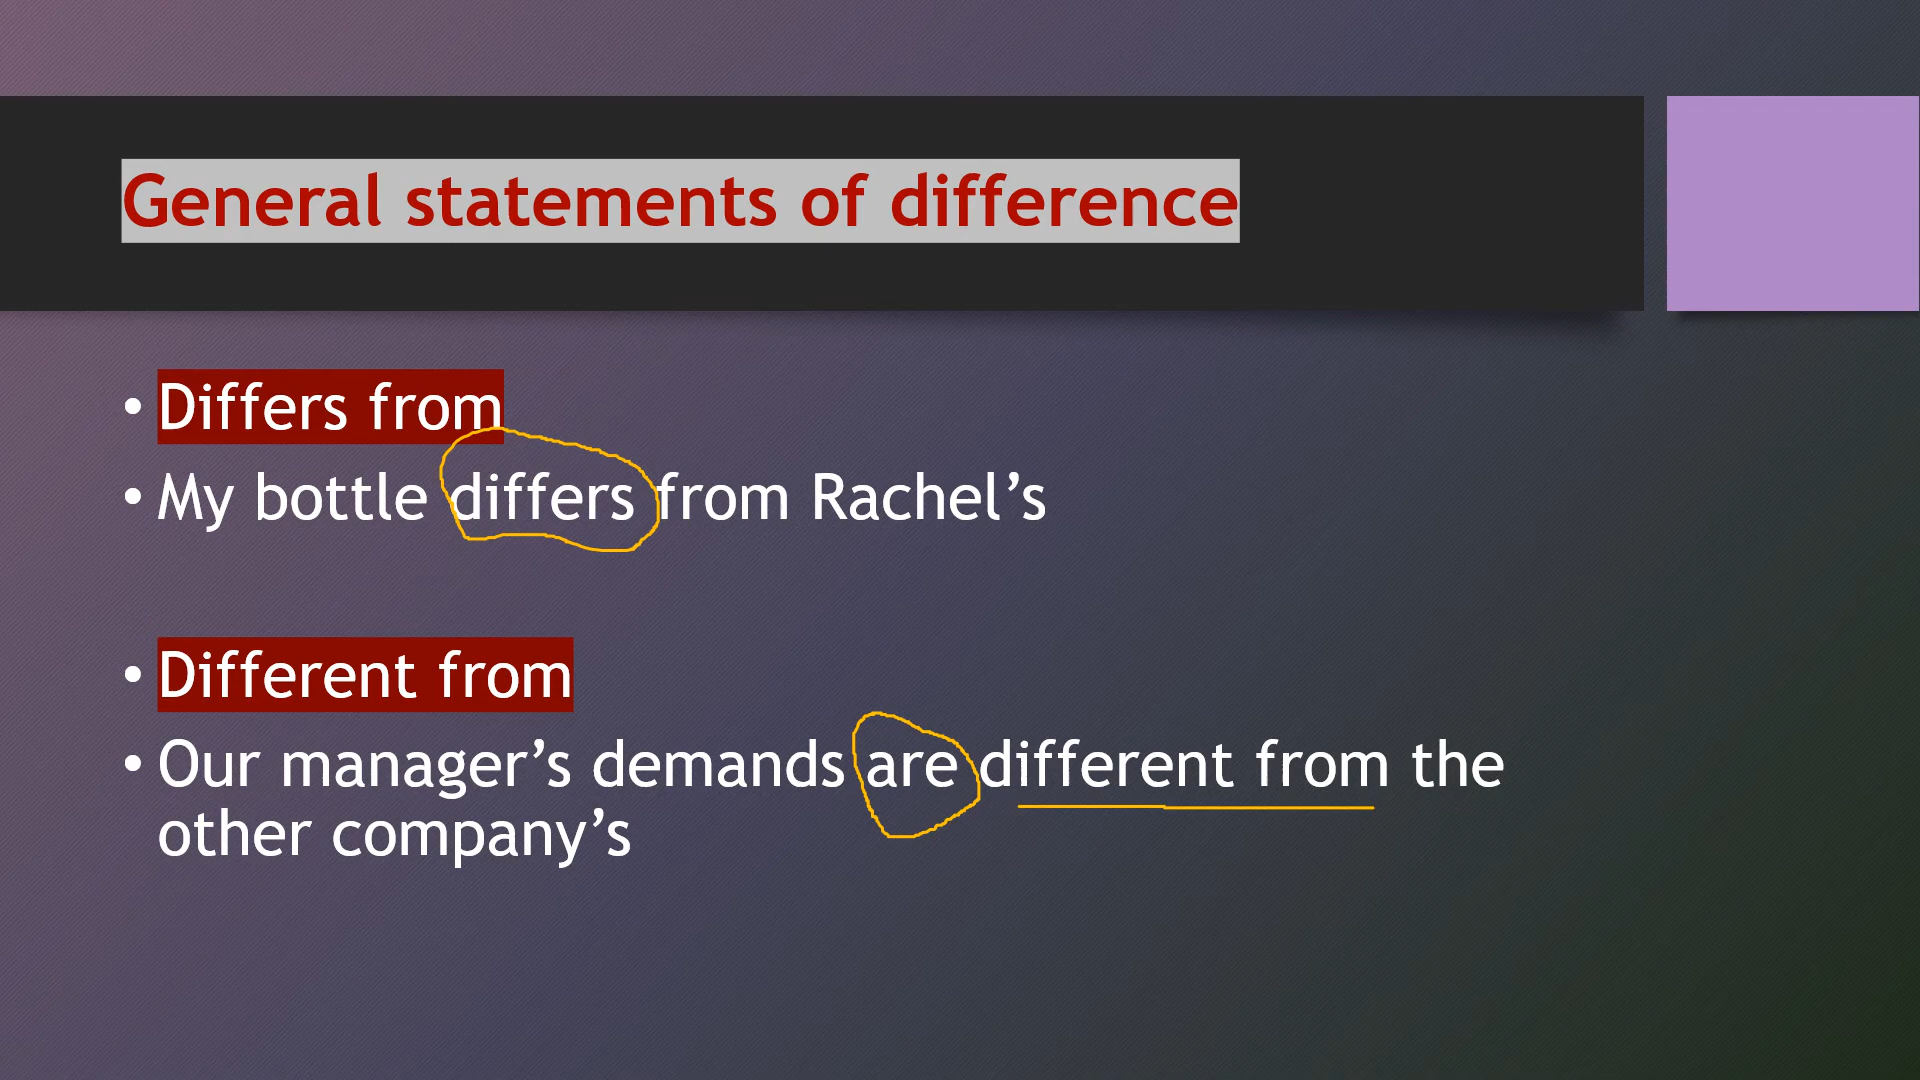 General statements of difference
• Differs from
• My bottle differs from Rachel’s
• Different from
• Our manager’s demands are different from the
other company’s